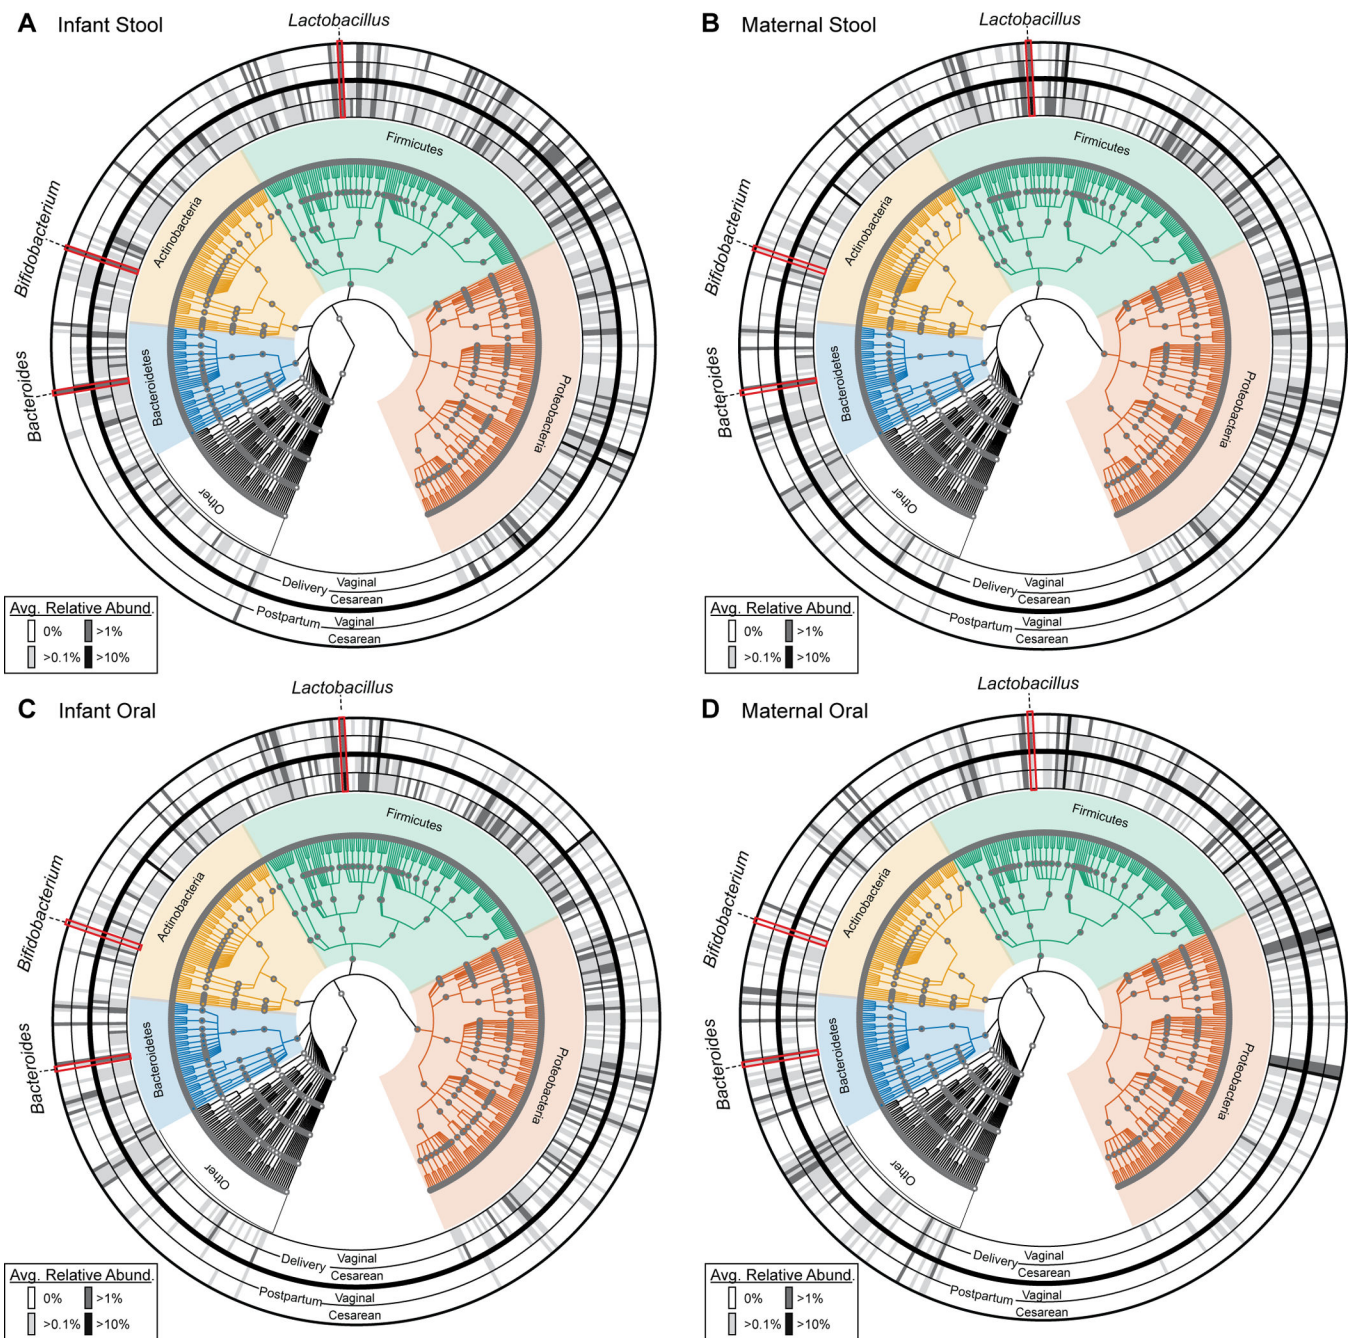 A Infant Stool
Lactobacillus
Bifidobacterium
Bacteroides
Firmicutes
Actinobacteria
Bacteroidetes
Proteobacteria
Other
Delivery
Vaginal
Cesarean
Postpartum
Vaginal
Cesarean
Avg. Relative Abund.
0% >1%
>0.1% >10%
B Maternal Stool
Lactobacillus
Bifidobacterium
Bacteroides
Firmicutes
Actinobacteria
Bacteroidetes
Proteobacteria
Other
Delivery
Vaginal
Cesarean
Postpartum
Vaginal
Cesarean
Avg. Relative Abund.
0% >1%
>0.1% >10%
C Infant Oral
Lactobacillus
Bifidobacterium
Bacteroides
Firmicutes
Actinobacteria
Bacteroidetes
Proteobacteria
Other
Delivery
Vaginal
Cesarean
Postpartum
Vaginal
Cesarean
Avg. Relative Abund.
0% >1%
>0.1% >10%
D Maternal Oral
Lactobacillus
Bifidobacterium
Bacteroides
Firmicutes
Actinobacteria
Bacteroidetes
Proteobacteria
Other
Delivery
Vaginal
Cesarean
Postpartum
Vaginal
Cesarean
Avg. Relative Abund.
0% >1%
>0.1% >10%